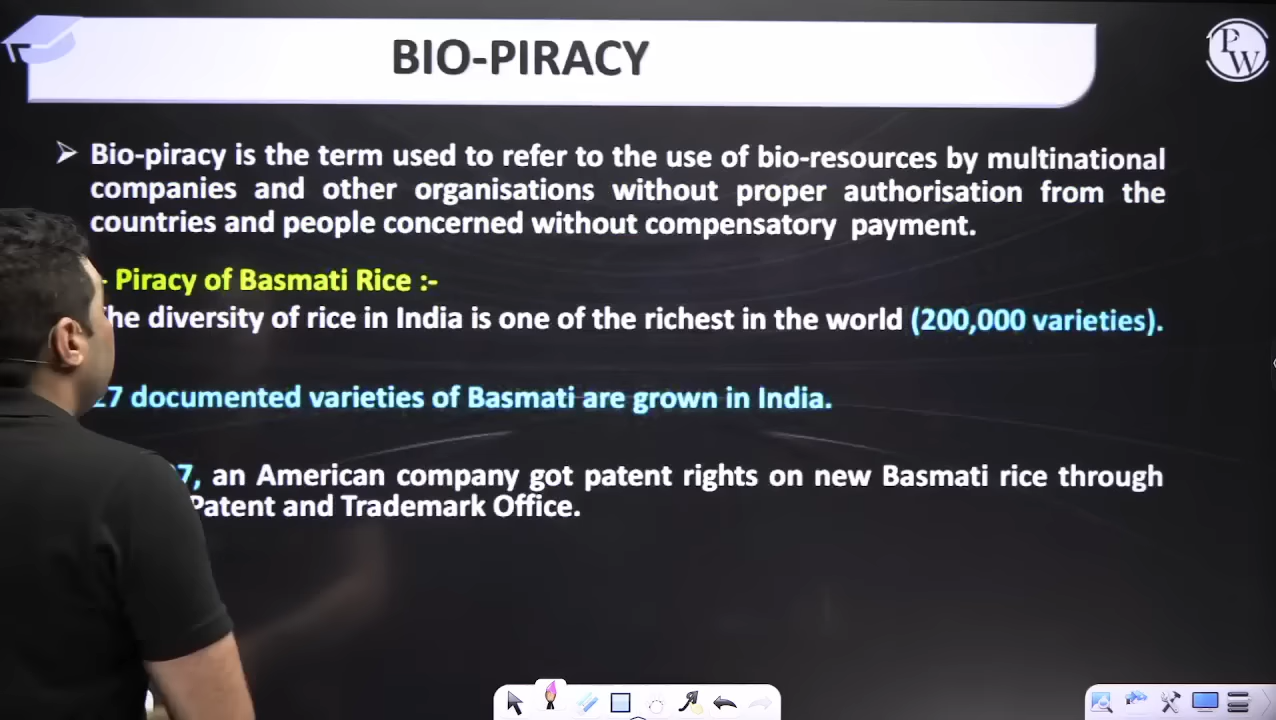 BIO-PIRACY
PW
➢ Bio-piracy is the term used to refer to the use of bio-resources by multinational
companies and other organisations without proper authorisation from the
countries and people concerned without compensatory payment.
Piracy of Basmati Rice :-
The diversity of rice in India is one of the richest in the world (200,000 varieties).
27 documented varieties of Basmati are grown in India.
7, an American company got patent rights on new Basmati rice through
Patent and Trademark Office.